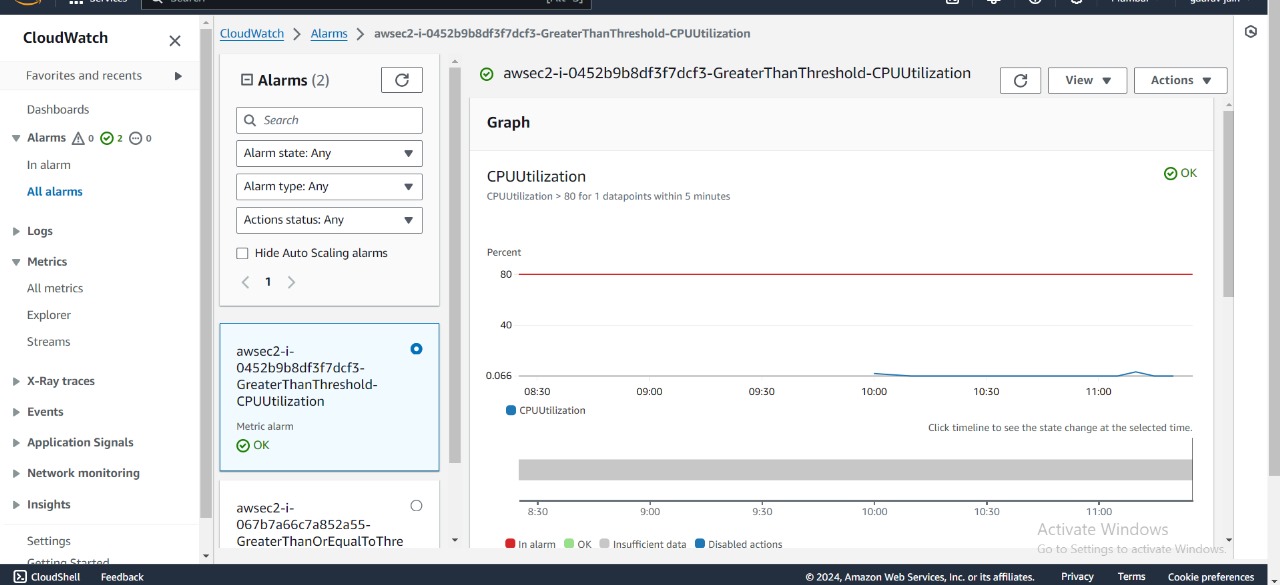 Services
Search
[Alt + S]
Mumbai
gaurav jain
CloudWatch
Favorites and recents
Dashboards
Alarms 0 2 0
In alarm
All alarms
Logs
Metrics
All metrics
Explorer
Streams
X-Ray traces
Events
Application Signals
Network monitoring
Insights
Settings
Getting Started
CloudWatch > Alarms > awsec2-i-0452b9b8df3f7dcf3-GreaterThanThreshold-CPUUtilization
Alarms (2)
Search
Alarm state: Any
Alarm type: Any
Actions status: Any
Hide Auto Scaling alarms
1
awsec2-i-
0452b9b8df3f7dcf3-
GreaterThanThreshold-
CPUUtilization
Metric alarm
OK
awsec2-i-
067b7a66c7a852a55-
GreaterThanOrEqualToThre
awsec2-i-0452b9b8df3f7dcf3-GreaterThanThreshold-CPUUtilization
View
Actions
Graph
CPUUtilization
OK
CPUUtilization > 80 for 1 datapoints within 5 minutes
Percent
80
40
0.066
08:30 09:00 09:30 10:00 10:30 11:00
CPUUtilization
Click timeline to see the state change at the selected time.
8:30 9:00 9:30 10:00 10:30 11:00
In alarm OK Insufficient data Disabled actions
Activate Windows
Go to Settings to activate Windows.
CloudShell Feedback
© 2024, Amazon Web Services, Inc. or its affiliates. Privacy Terms Cookie preferences